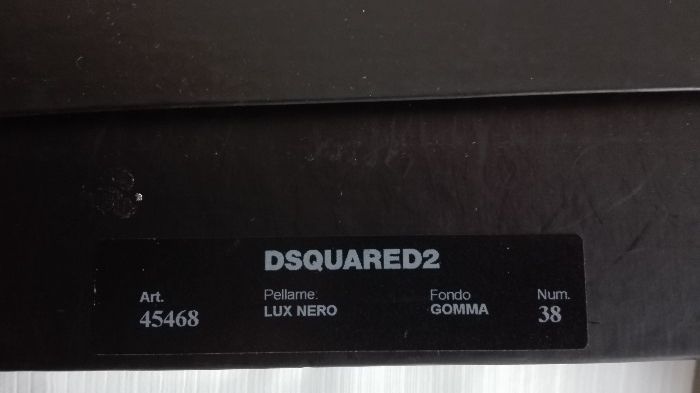 DSQUARED2
Art. Pellame: Fondo Num.
45468 LUX NERO GOMMA 38